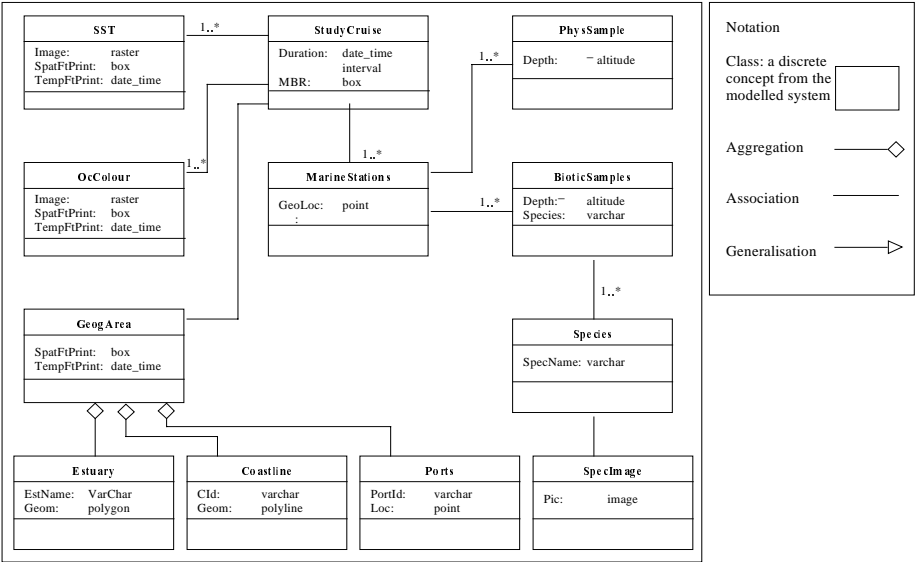 SST
Image: raster
SpatFtPrint: box
TempFtPrint: date_time
1..*
StudyCruise
Duration: date_time
interval
MBR: box
1..*
PhysSample
Depth: – altitude
1..*
OcColour
Image: raster
SpatFtPrint: box
TempFtPrint: date_time
1..*
MarineStations
GeoLoc: point
:
1..*
BioticSamples
Depth:– altitude
Species: varchar
1..*
GeogArea
SpatFtPrint: box
TempFtPrint: date_time
Species
SpecName: varchar
Estuary
EstName: VarChar
Geom: polygon
Coastline
CId: varchar
Geom: polyline
Ports
PortId: varchar
Loc: point
SpecImage
Pic: image
Notation
Class: a discrete
concept from the
modelled system
Aggregation
Association
Generalisation